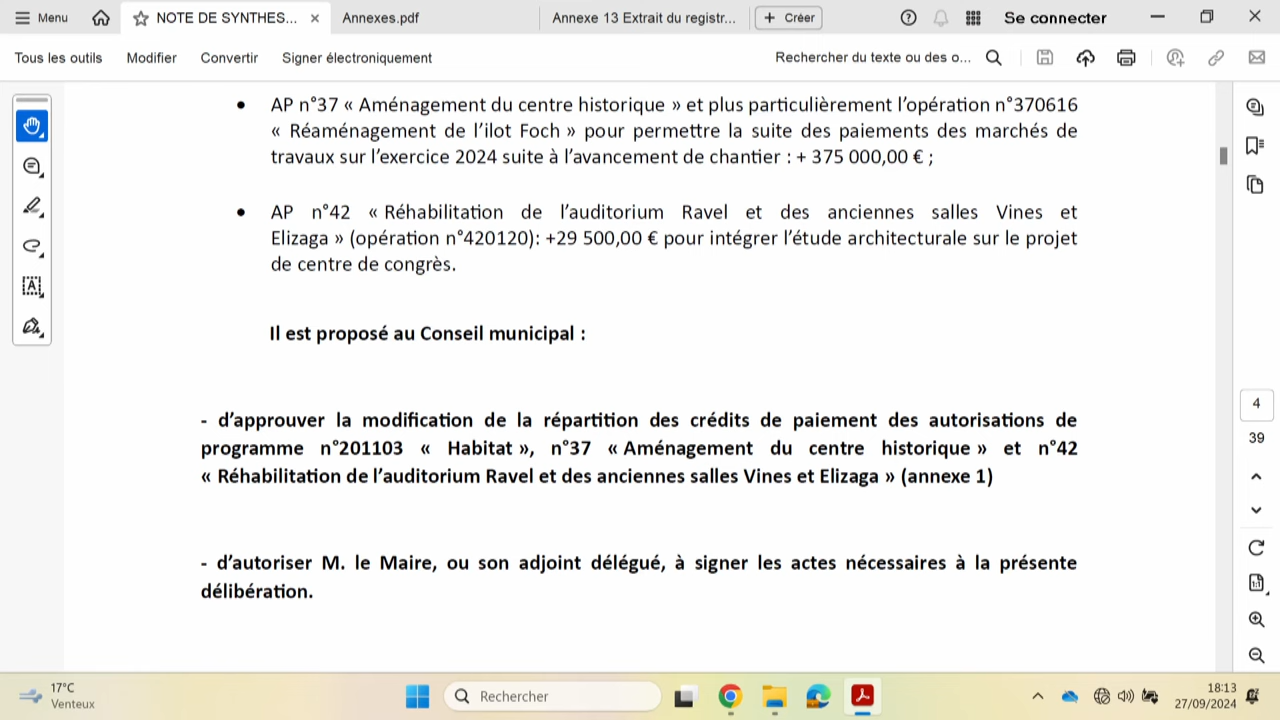 Menu
NOTE DE SYNTHES...
Annexes.pdf
Annexe 13 Extrait du registr...
Créer
Se connecter
Tous les outils
Modifier
Convertir
Signer électroniquement
Rechercher du texte ou des o...
• AP n°37 « Aménagement du centre historique » et plus particulièrement l’opération n°370616
« Réaménagement de l’ilot Foch » pour permettre la suite des paiements des marchés de
travaux sur l’exercice 2024 suite à l’avancement de chantier : + 375 000,00 € ;
• AP n°42 « Réhabilitation de l’auditorium Ravel et des anciennes salles Vines et
Elizaga » (opération n°420120): +29 500,00 € pour intégrer l’étude architecturale sur le projet
de centre de congrès.
Il est proposé au Conseil municipal :
- d’approuver la modification de la répartition des crédits de paiement des autorisations de
programme n°201103 « Habitat », n°37 « Aménagement du centre historique » et n°42
« Réhabilitation de l’auditorium Ravel et des anciennes salles Vines et Elizaga » (annexe 1)
- d’autoriser M. le Maire, ou son adjoint délégué, à signer les actes nécessaires à la présente
délibération.
4
39
17°C
Venteux
Rechercher
18:13
27/09/2024